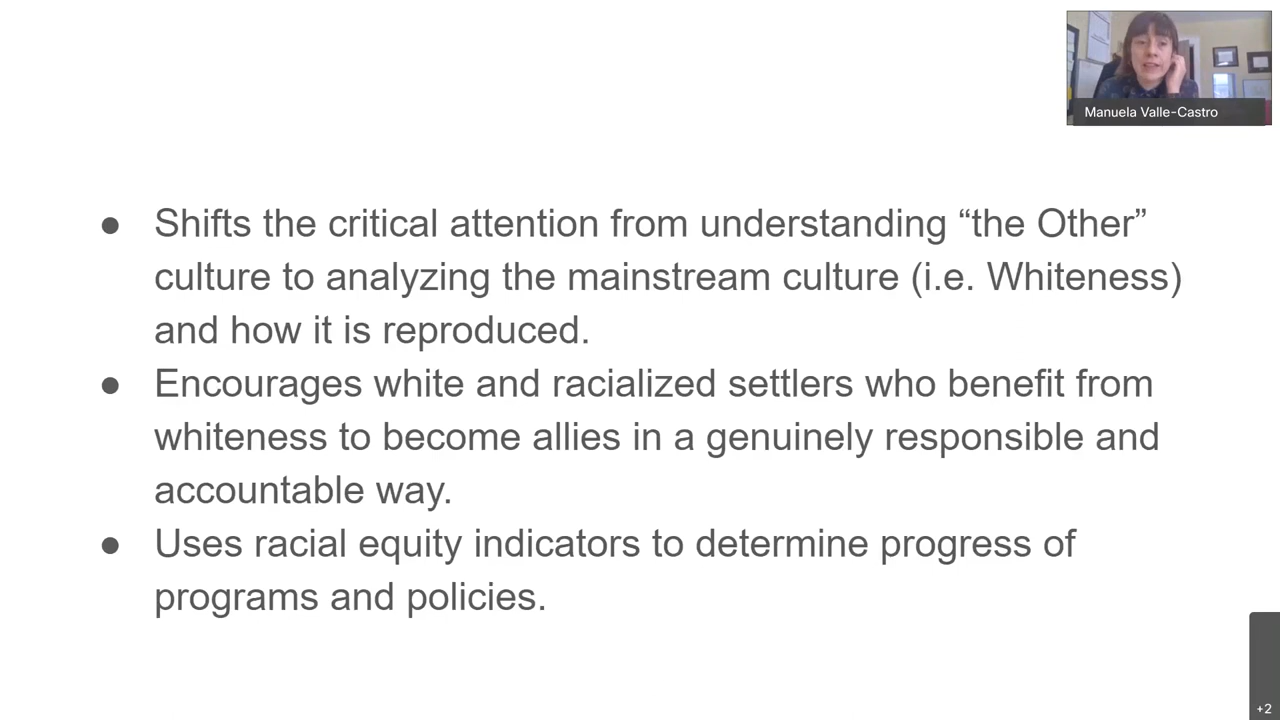 Manuela Valle-Castro
● Shifts the critical attention from understanding “the Other”
culture to analyzing the mainstream culture (i.e. Whiteness)
and how it is reproduced.
● Encourages white and racialized settlers who benefit from
whiteness to become allies in a genuinely responsible and
accountable way.
● Uses racial equity indicators to determine progress of
programs and policies.
+2